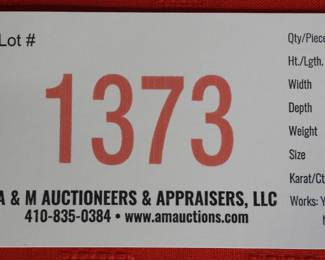 Lot #
1373
A & M AUCTIONEERS & APPRAISERS, LLC
410-835-0384 • www.amauctions.com
Qty/Piece
Ht./Lgth.
Width
Depth
Weight
Size
Karat/Ct
Works: Y